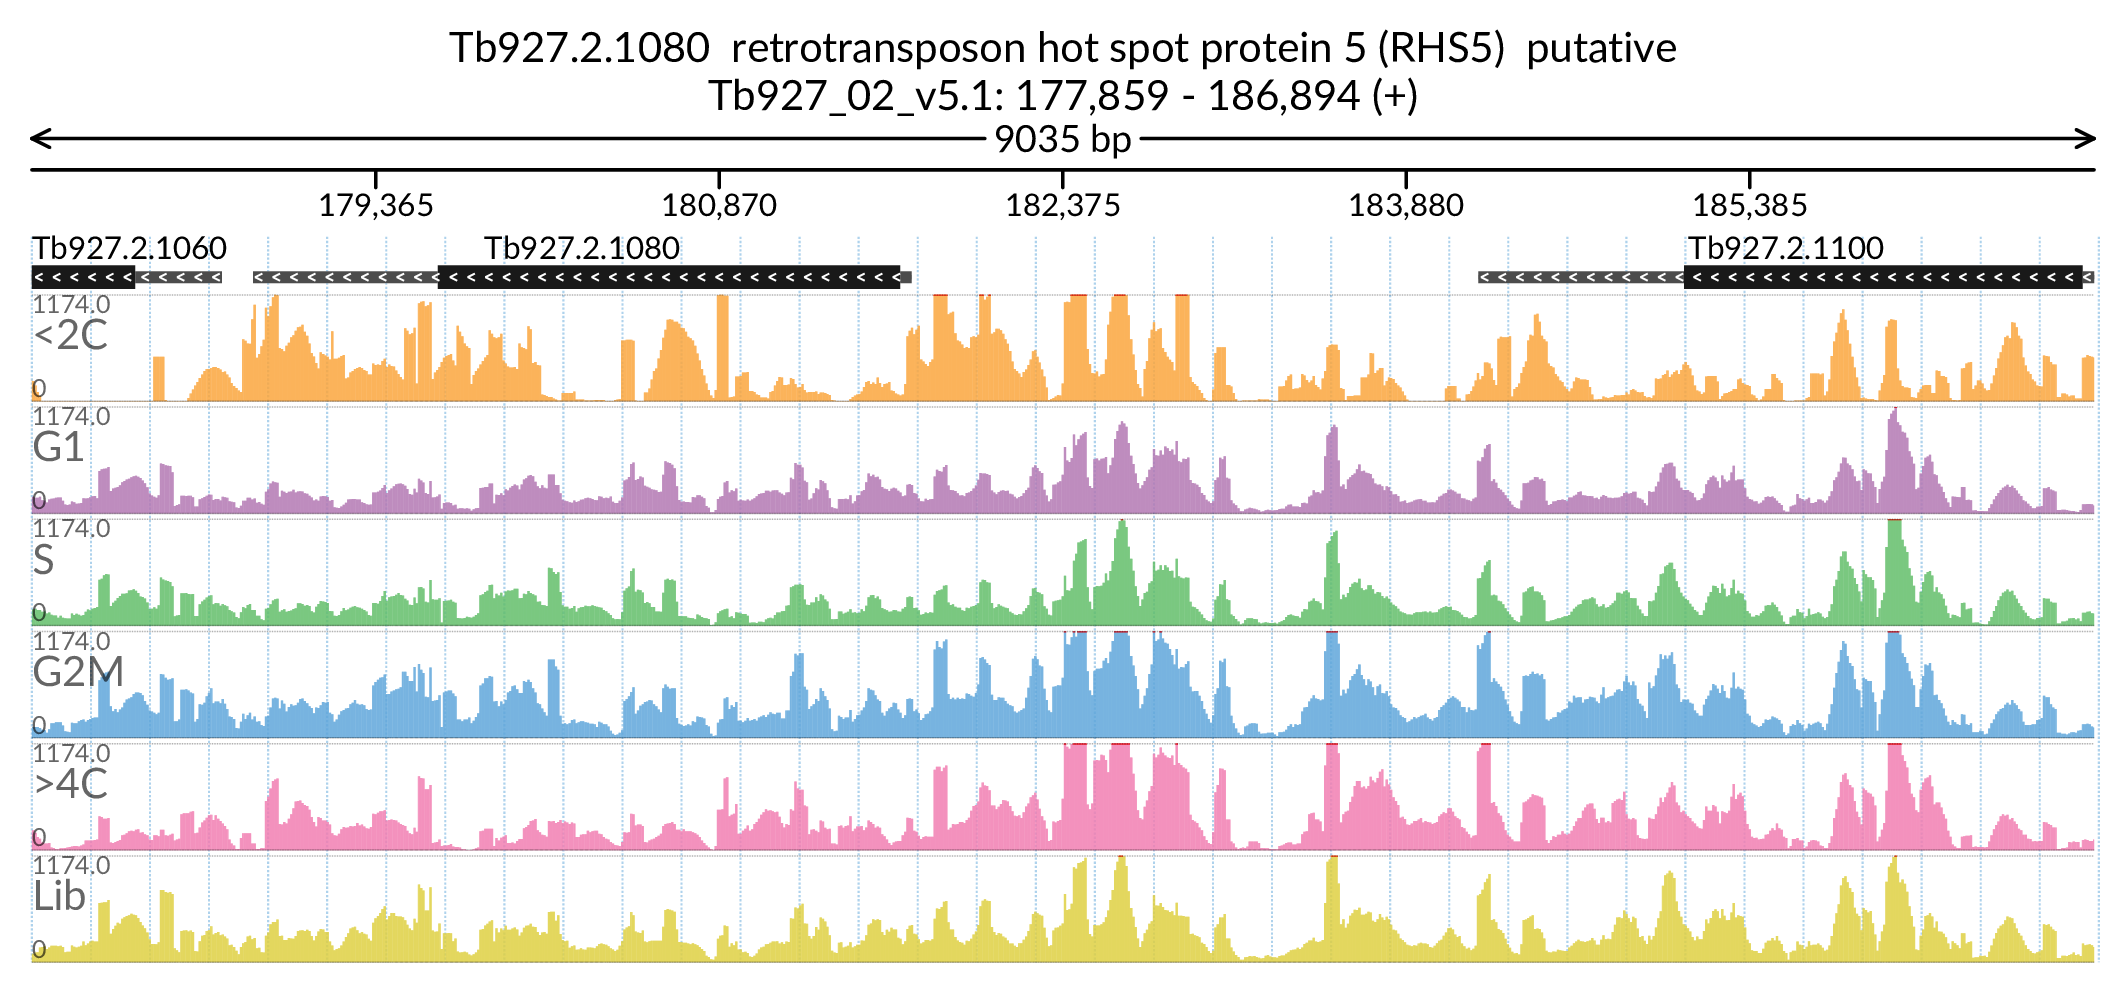 Tb927.2.1080 retrotransposon hot spot protein 5 (RHS5) putative
Tb927_02_v5.1: 177,859 - 186,894 (+)
9035 bp
179,365 180,870 182,375 183,880 185,385
Tb927.2.1060 Tb927.2.1080 Tb927.2.1100
1174.0
<2C
0
1174.0
G1
0
1174.0
S
0
1174.0
G2M
0
1174.0
>4C
0
1174.0
Lib
0